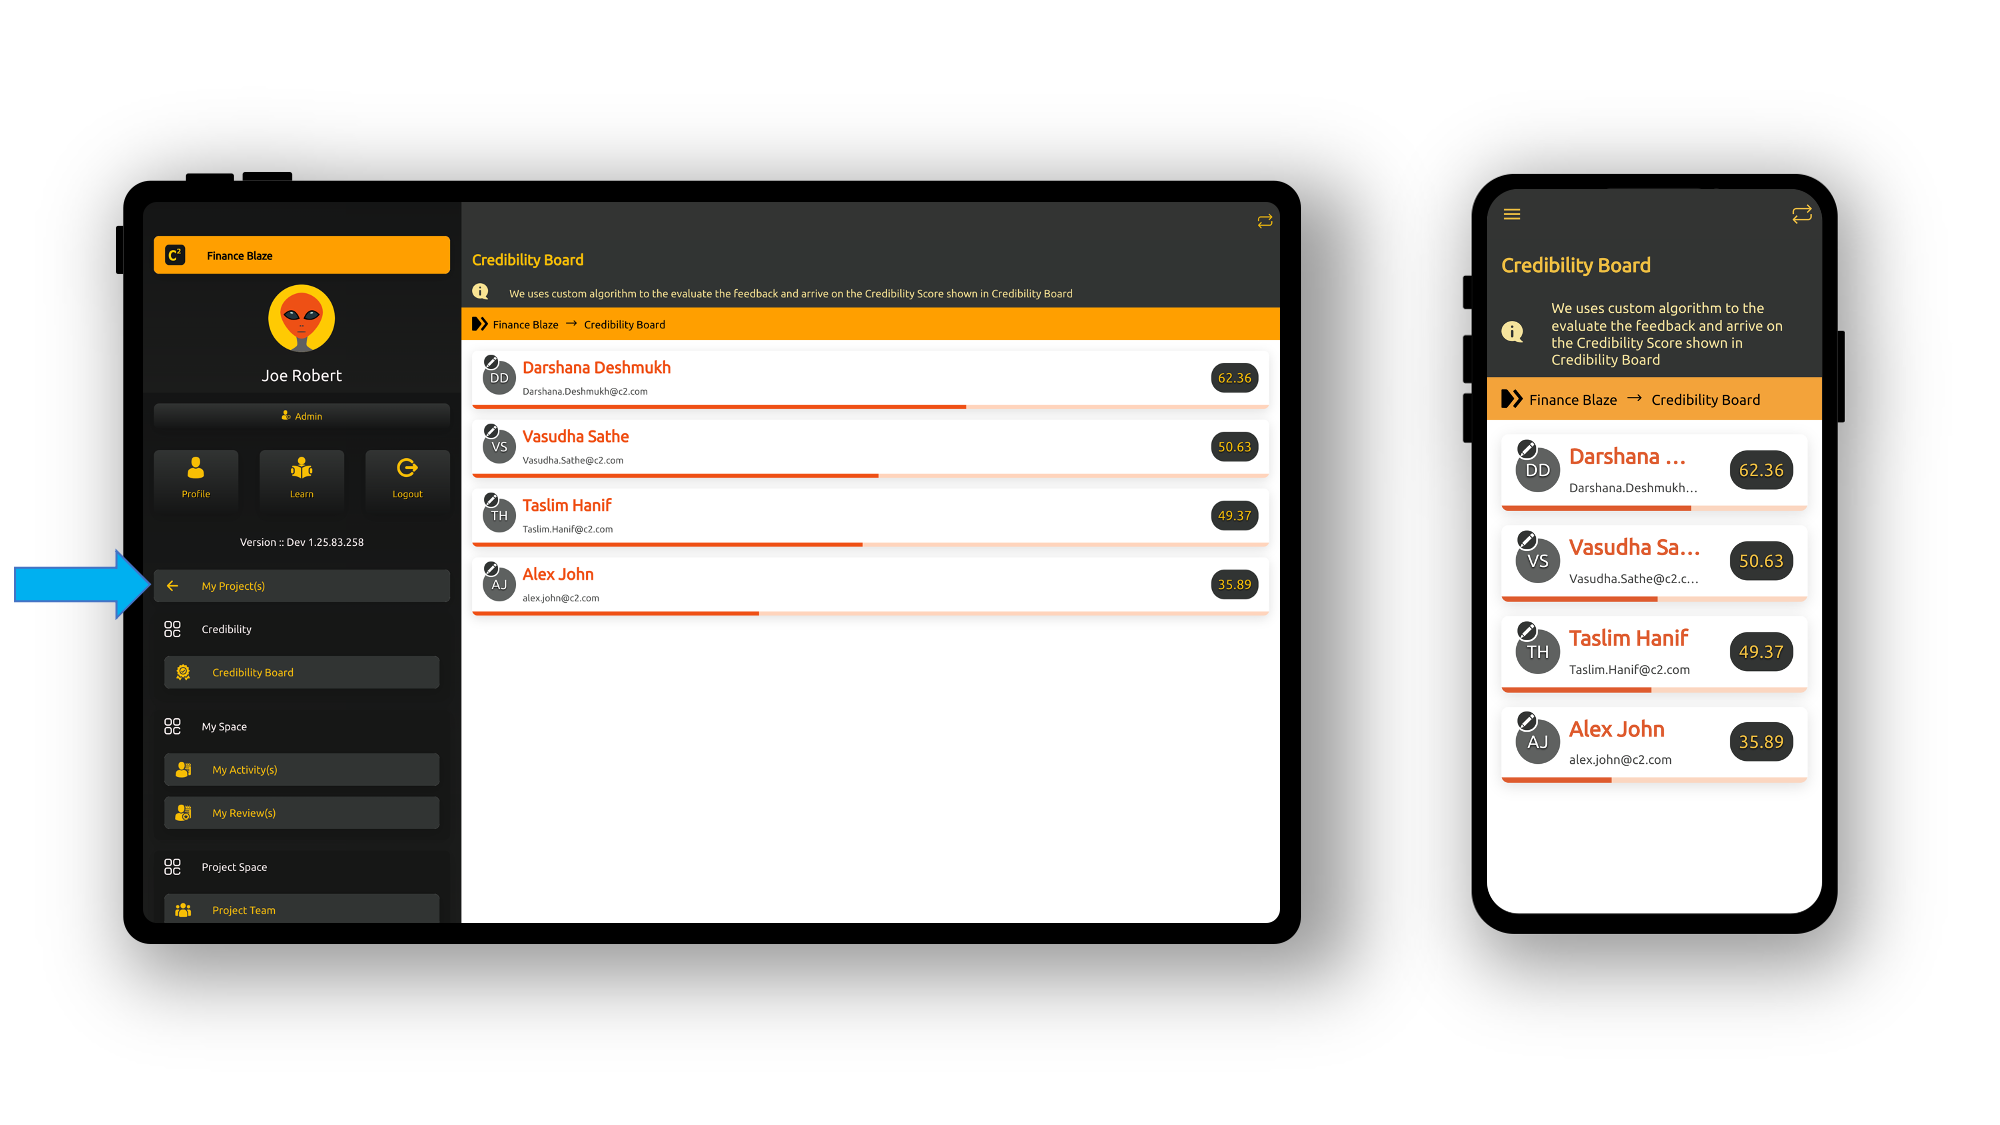 C²
Finance Blaze
Joe Robert
Admin
Profile
Learn
Logout
Version :: Dev 1.25.83.258
My Project(s)
Credibility
Credibility Board
My Space
My Activity(s)
My Review(s)
Project Space
Project Team
Credibility Board
We uses custom algorithm to the evaluate the feedback and arrive on the Credibility Score shown in Credibility Board
Finance Blaze → Credibility Board
DD
Darshana Deshmukh
Darshana.Deshmukh@c2.com
62.36
VS
Vasudha Sathe
Vasudha.Sathe@c2.com
50.63
TH
Taslim Hanif
Taslim.Hanif@c2.com
49.37
AJ
Alex John
alex.john@c2.com
35.89
Credibility Board
We uses custom algorithm to the
evaluate the feedback and arrive on
the Credibility Score shown in
Credibility Board
Finance Blaze → Credibility Board
DD
Darshana ...
Darshana.Deshmukh...
62.36
VS
Vasudha Sa...
Vasudha.Sathe@c2.c...
50.63
TH
Taslim Hanif
Taslim.Hanif@c2.com
49.37
AJ
Alex John
alex.john@c2.com
35.89